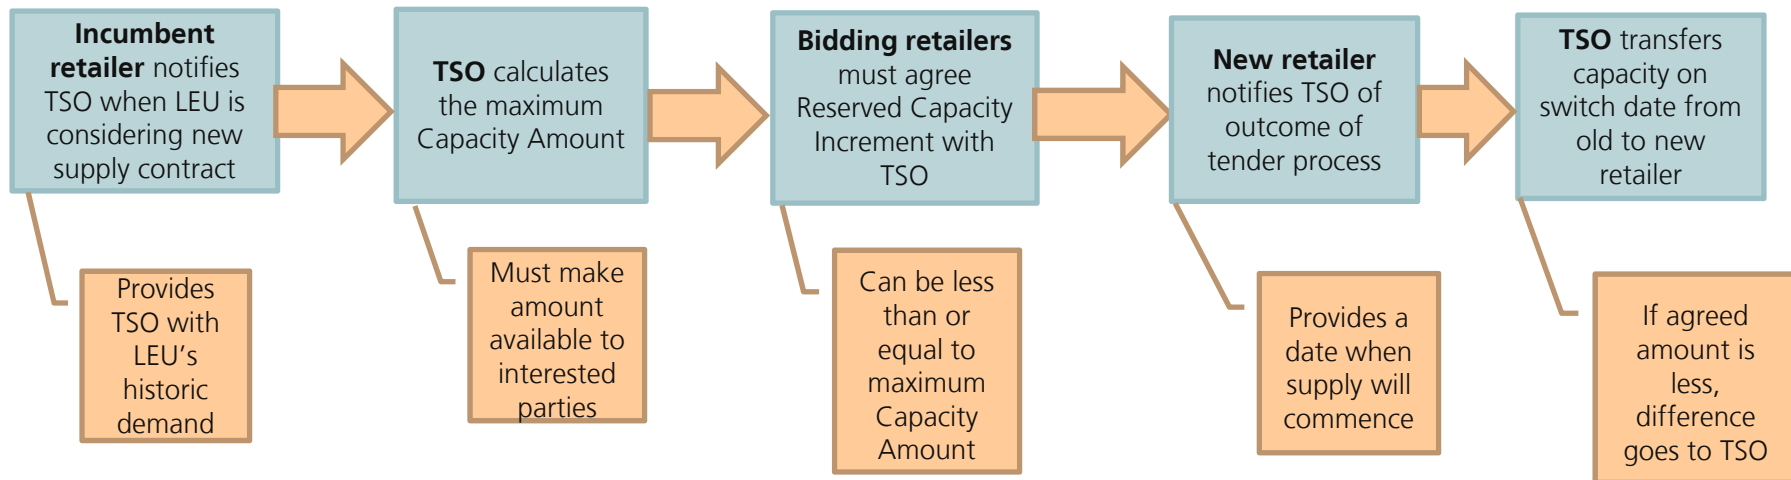 Incumbent
retailer notifies
TSO when LEU is
considering new
supply contract
TSO calculates
the maximum
Capacity Amount
Bidding retailers
must agree
Reserved Capacity
Increment with
TSO
New retailer
notifies TSO of
outcome of
tender process
TSO transfers
capacity on
switch date from
old to new
retailer
Provides
TSO with
LEU’s
historic
demand
Must make
amount
available to
interested
parties
Can be less
than or
equal to
maximum
Capacity
Amount
Provides a
date when
supply will
commence
If agreed
amount is
less,
difference
goes to TSO